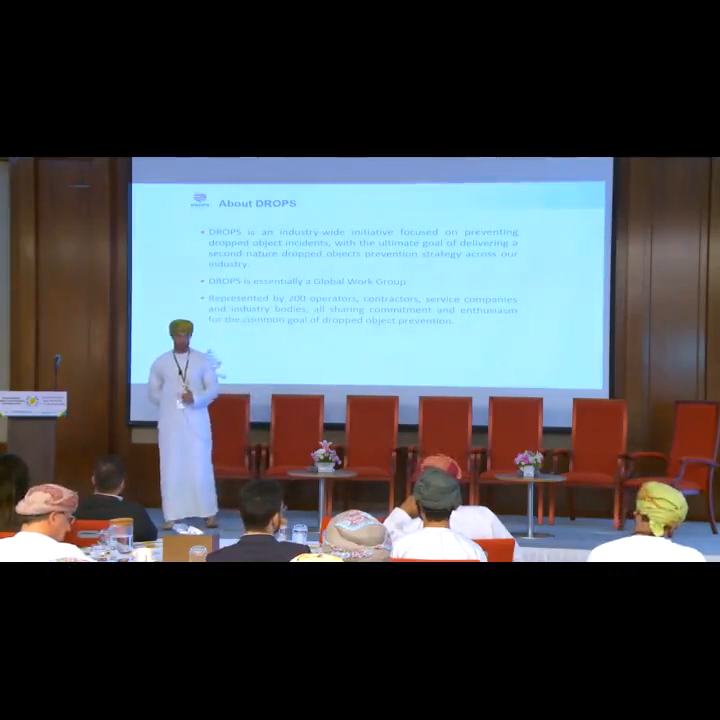 About DROPS
• DROPS is an industry-wide initiative focused on preventing
dropped object incidents, with the ultimate goal of delivering a
second nature dropped objects prevention strategy across our
industry.
• DROPS is essentially a Global Work Group
• Represented by 200 operators, contractors, service companies
and industry bodies, all sharing commitment and enthusiasm
for the common goal of dropped object prevention.